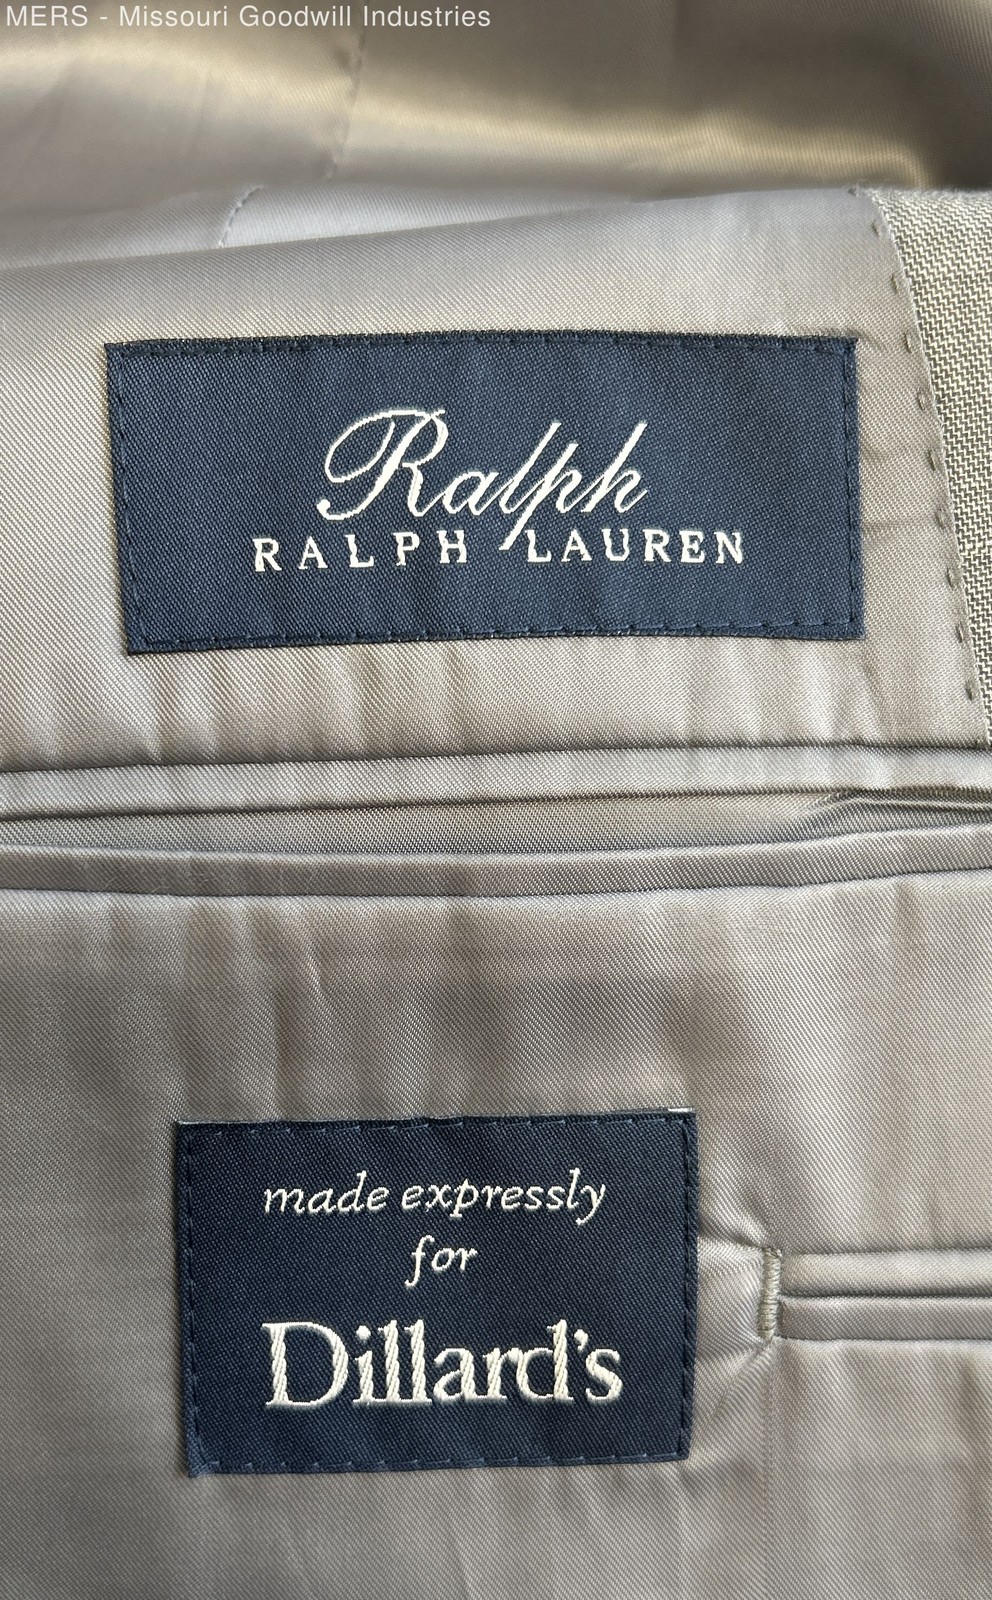 MERS - Missouri Goodwill Industries
Ralph
RALPH LAUREN
made expressly
for
Dillard's